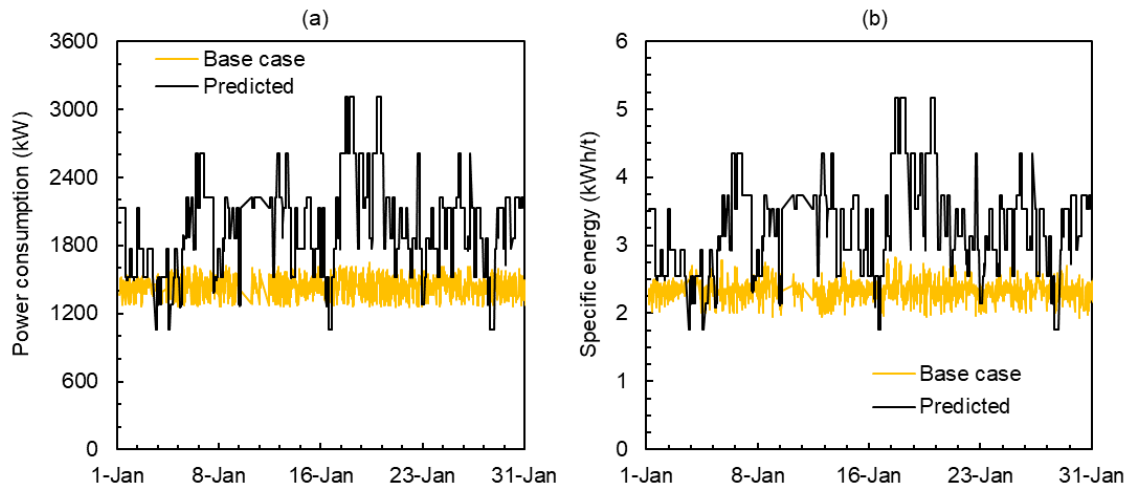 (a)
Power consumption (kW)
3600
3000
2400
1800
1200
600
0
Base case
Predicted
1-Jan 8-Jan 16-Jan 23-Jan 31-Jan
(b)
Specific energy (kWh/t)
6
5
4
3
2
1
0
Base case
Predicted
1-Jan 8-Jan 16-Jan 23-Jan 31-Jan